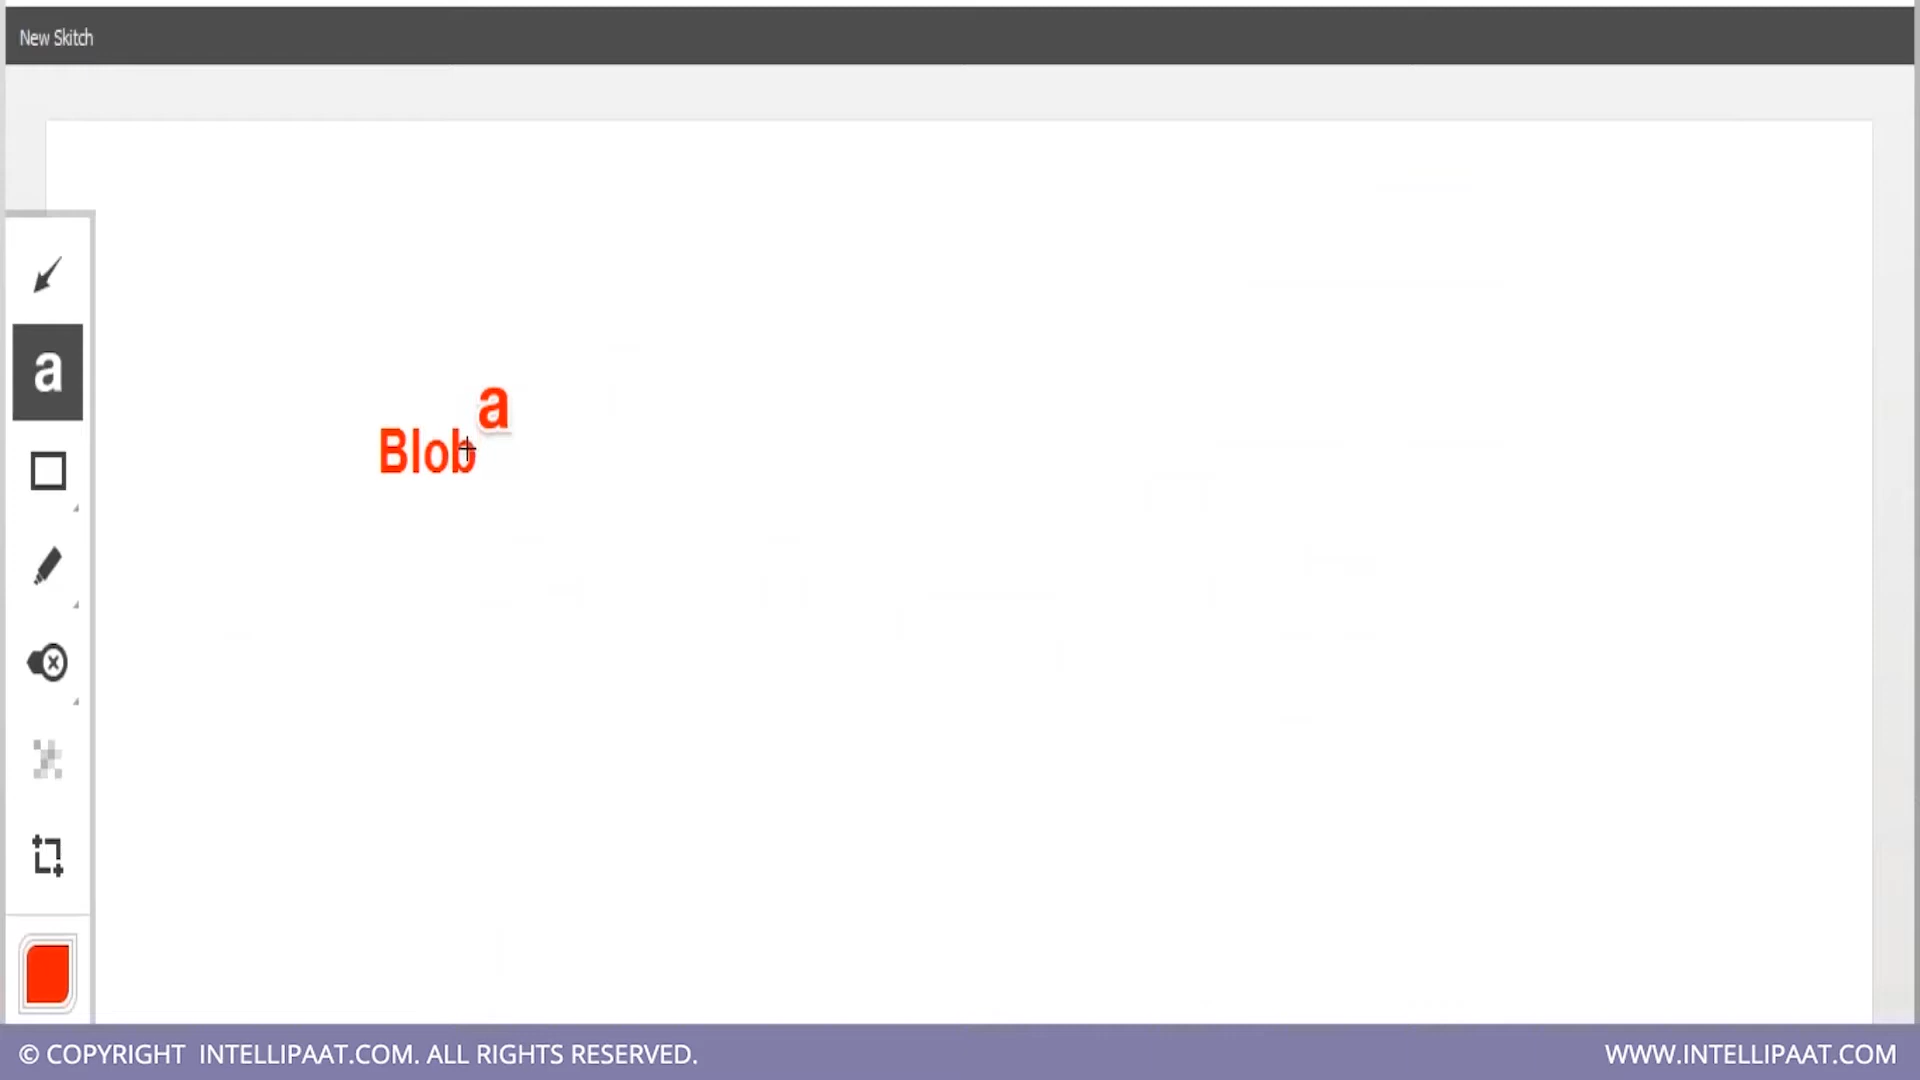 New Skitch
a
a
Blob
© COPYRIGHT INTELLIPAAT.COM. ALL RIGHTS RESERVED.
WWW.INTELLIPAAT.COM